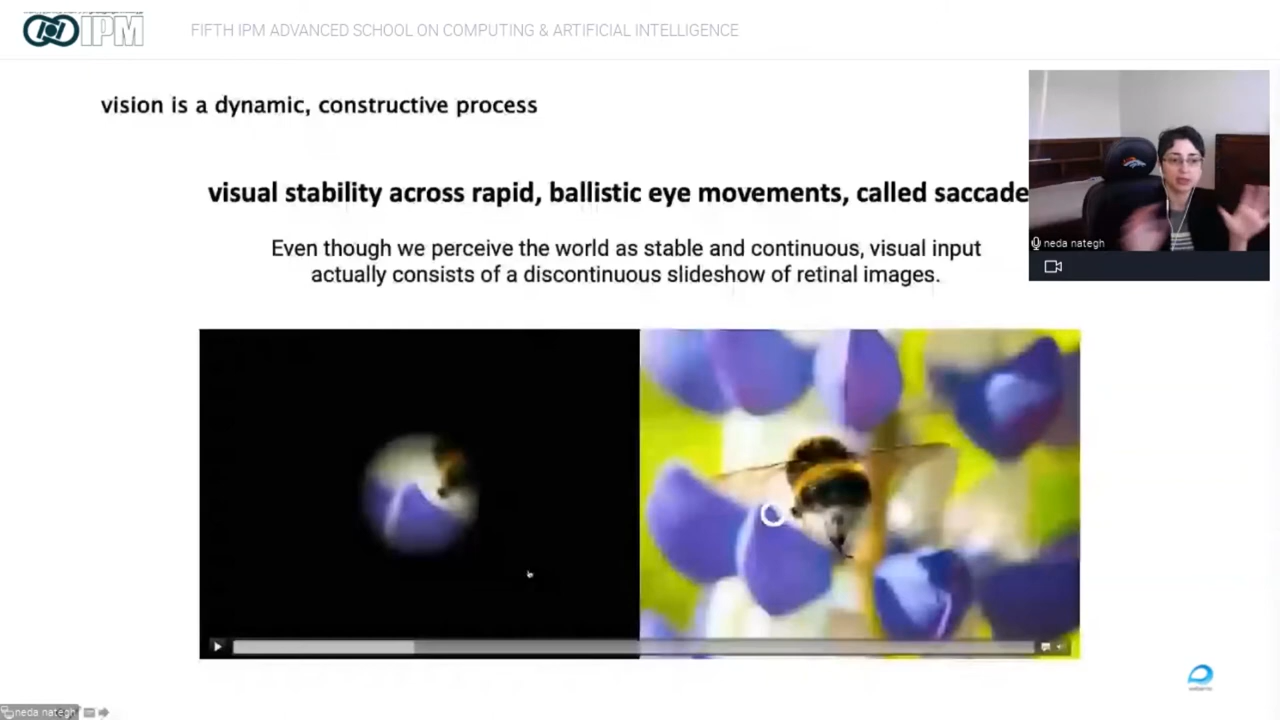 IPM
FIFTH IPM ADVANCED SCHOOL ON COMPUTING & ARTIFICIAL INTELLIGENCE
vision is a dynamic, constructive process
visual stability across rapid, ballistic eye movements, called saccade
neda nategh
Even though we perceive the world as stable and continuous, visual input
actually consists of a discontinuous slideshow of retinal images.
neda nategh